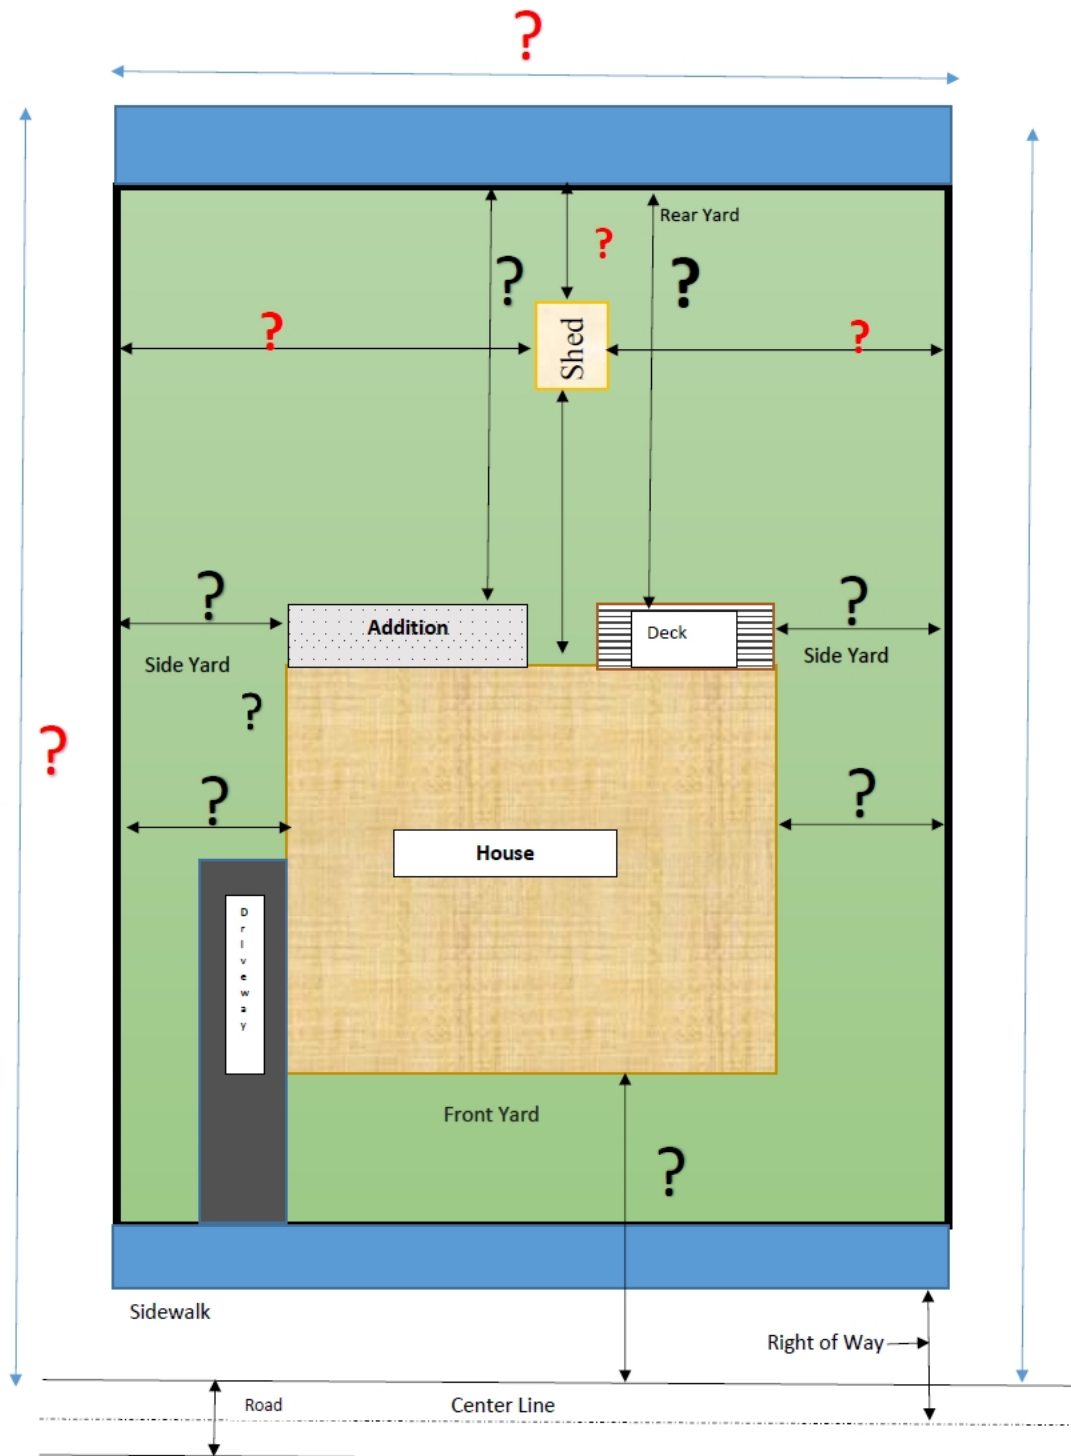 ?
Rear Yard
?
?
?
?
Shed
?
?
?
Addition
Deck
Side Yard
Side Yard
?
?
?
?
House
Driveway
Front Yard
?
Sidewalk
Right of Way
Road
Center Line